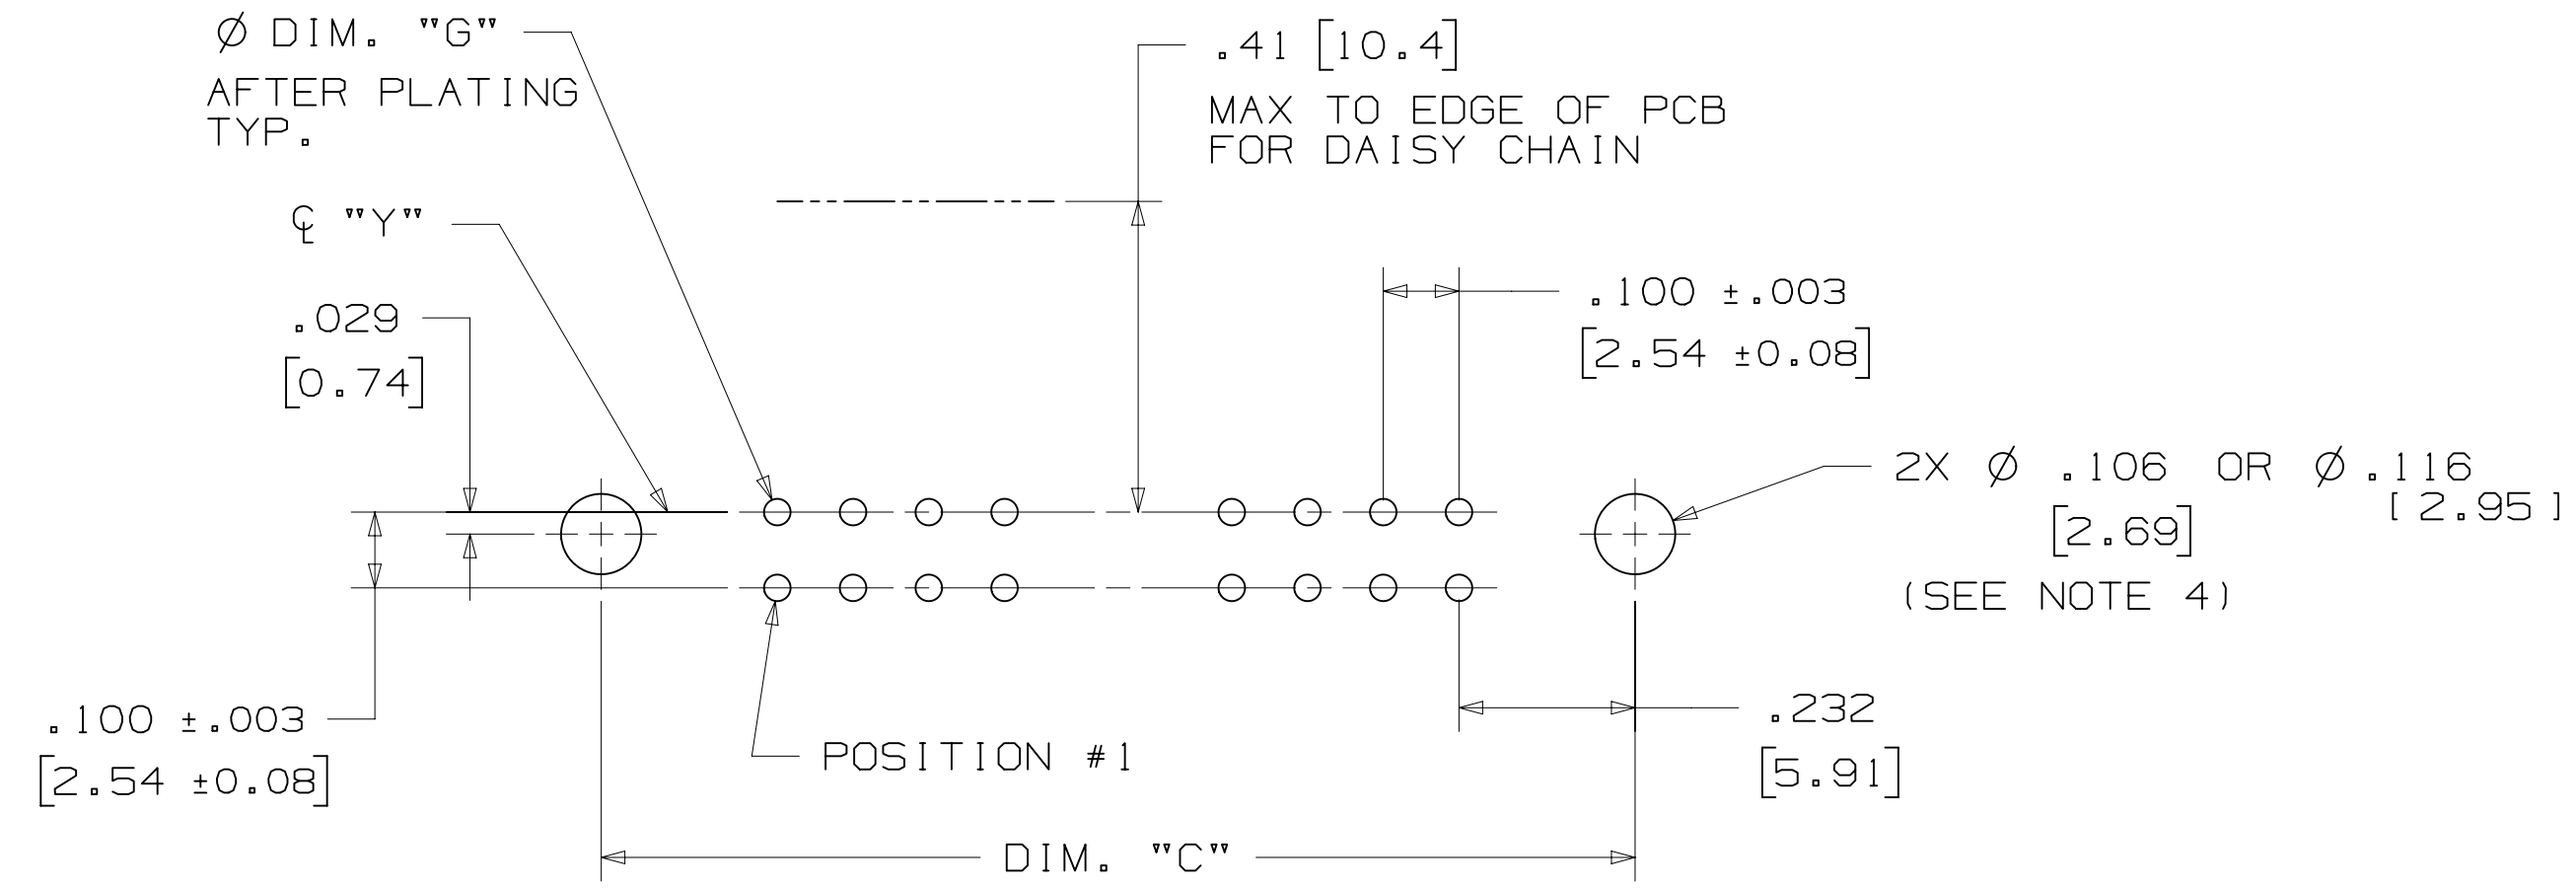 Ø DIM. "G"
AFTER PLATING
TYP.
℄ "Y"
.029
[0.74]
.41 [10.4]
MAX TO EDGE OF PCB
FOR DAISY CHAIN
.100 ±.003
[2.54 ±0.08]
2X Ø .106 OR Ø .116
[2.69] [2.95]
(SEE NOTE 4)
.100 ±.003
[2.54 ±0.08]
POSITION #1
.232
[5.91]
DIM. "C"